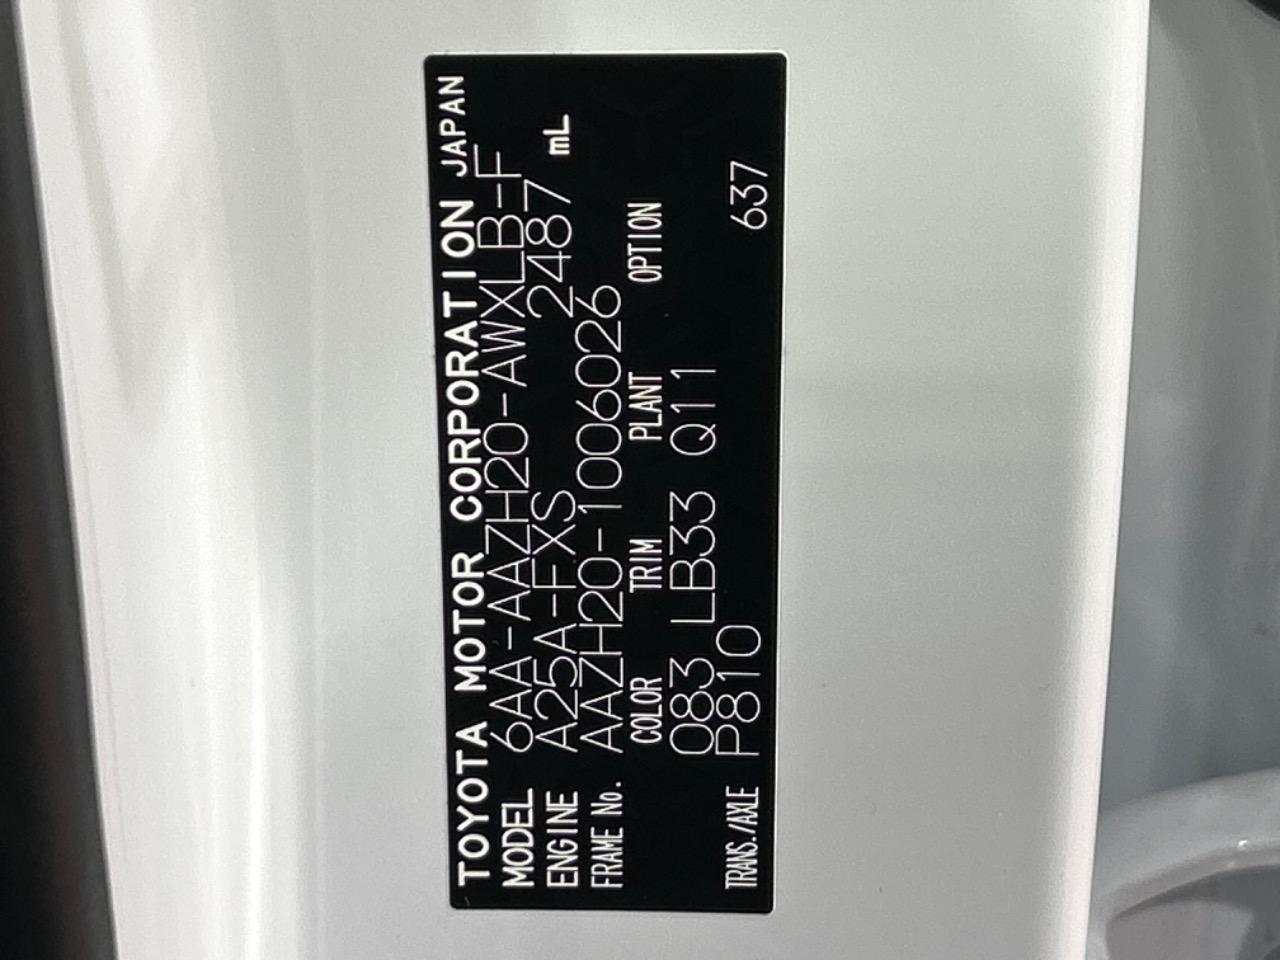 TOYOTA MOTOR CORPORATION JAPAN
MODEL 6AA-AAZH20-AWXLB-F
ENGINE A25A-FXS 2487 mL
FRAME No. AAZH20-1006026
COLOR TRIM PLANT OPTION
083 LB33 Q11
TRANS./AXLE P810 637